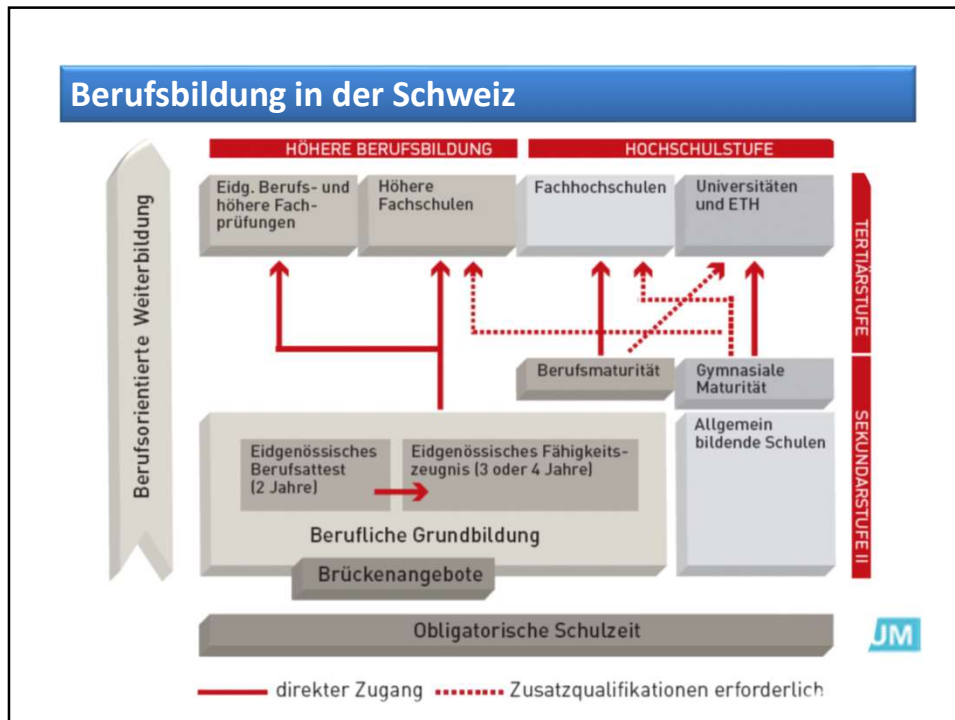 Berufsbildung in der Schweiz
HÖHERE BERUFSBILDUNG
HOCHSCHULSTUFE
Eidg. Berufs- und
höhere Fach-
prüfungen
Höhere
Fachschulen
Fachhochschulen
Universitäten
und ETH
TERTIÄRSTUFE
Berufsorientierte Weiterbildung
Berufsmaturität
Gymnasiale
Maturität
SEKUNDARSTUFE II
Allgemein
bildende Schulen
Eidgenössisches
Berufsattest
(2 Jahre)
Eidgenössisches Fähigkeits-
zeugnis (3 oder 4 Jahre)
Berufliche Grundbildung
Brückenangebote
Obligatorische Schulzeit
JM
direkter Zugang
Zusatzqualifikationen erforderlich